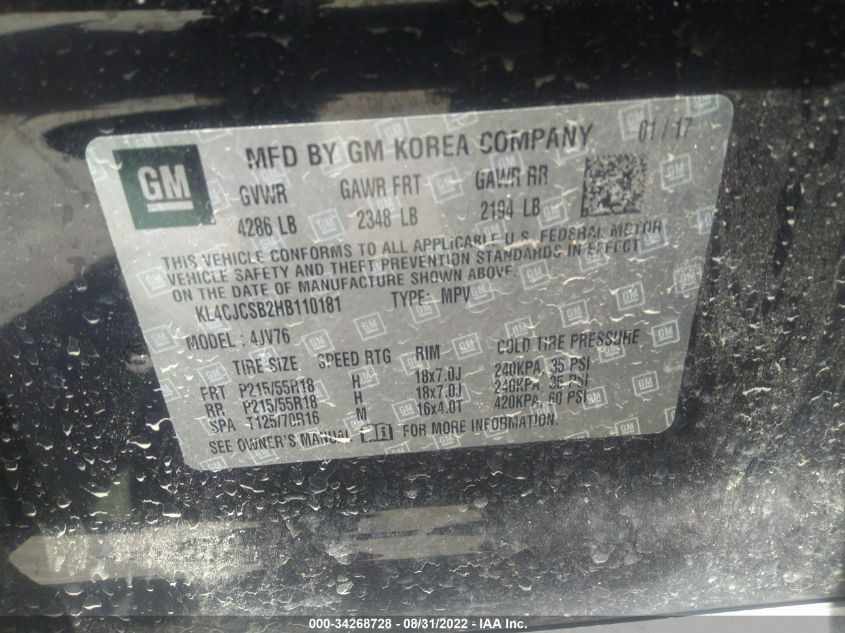 GM
MFD BY GM KOREA COMPANY 01/17
GVWR GAWR FRT GAWR RR
4286 LB 2348 LB 2194 LB
THIS VEHICLE CONFORMS TO ALL APPLICABLE U.S. FEDERAL MOTOR
VEHICLE SAFETY AND THEFT PREVENTION STANDARDS IN EFFECT
ON THE DATE OF MANUFACTURE SHOWN ABOVE.
KL4CJCSB2HB110181 TYPE: MPV
MODEL: 4JV76
TIRE SIZE SPEED RTG RIM COLD TIRE PRESSURE
FRT P215/55R18 H 18x7.0J 240KPA, 35 PSI
RR P215/55R18 H 18x7.0J 240KPA, 35 PSI
SPA T125/70R16 M 16x4.0T 420KPA, 60 PSI
SEE OWNER'S MANUAL FOR MORE INFORMATION.
000-34268728 - 08/31/2022 - IAA Inc.